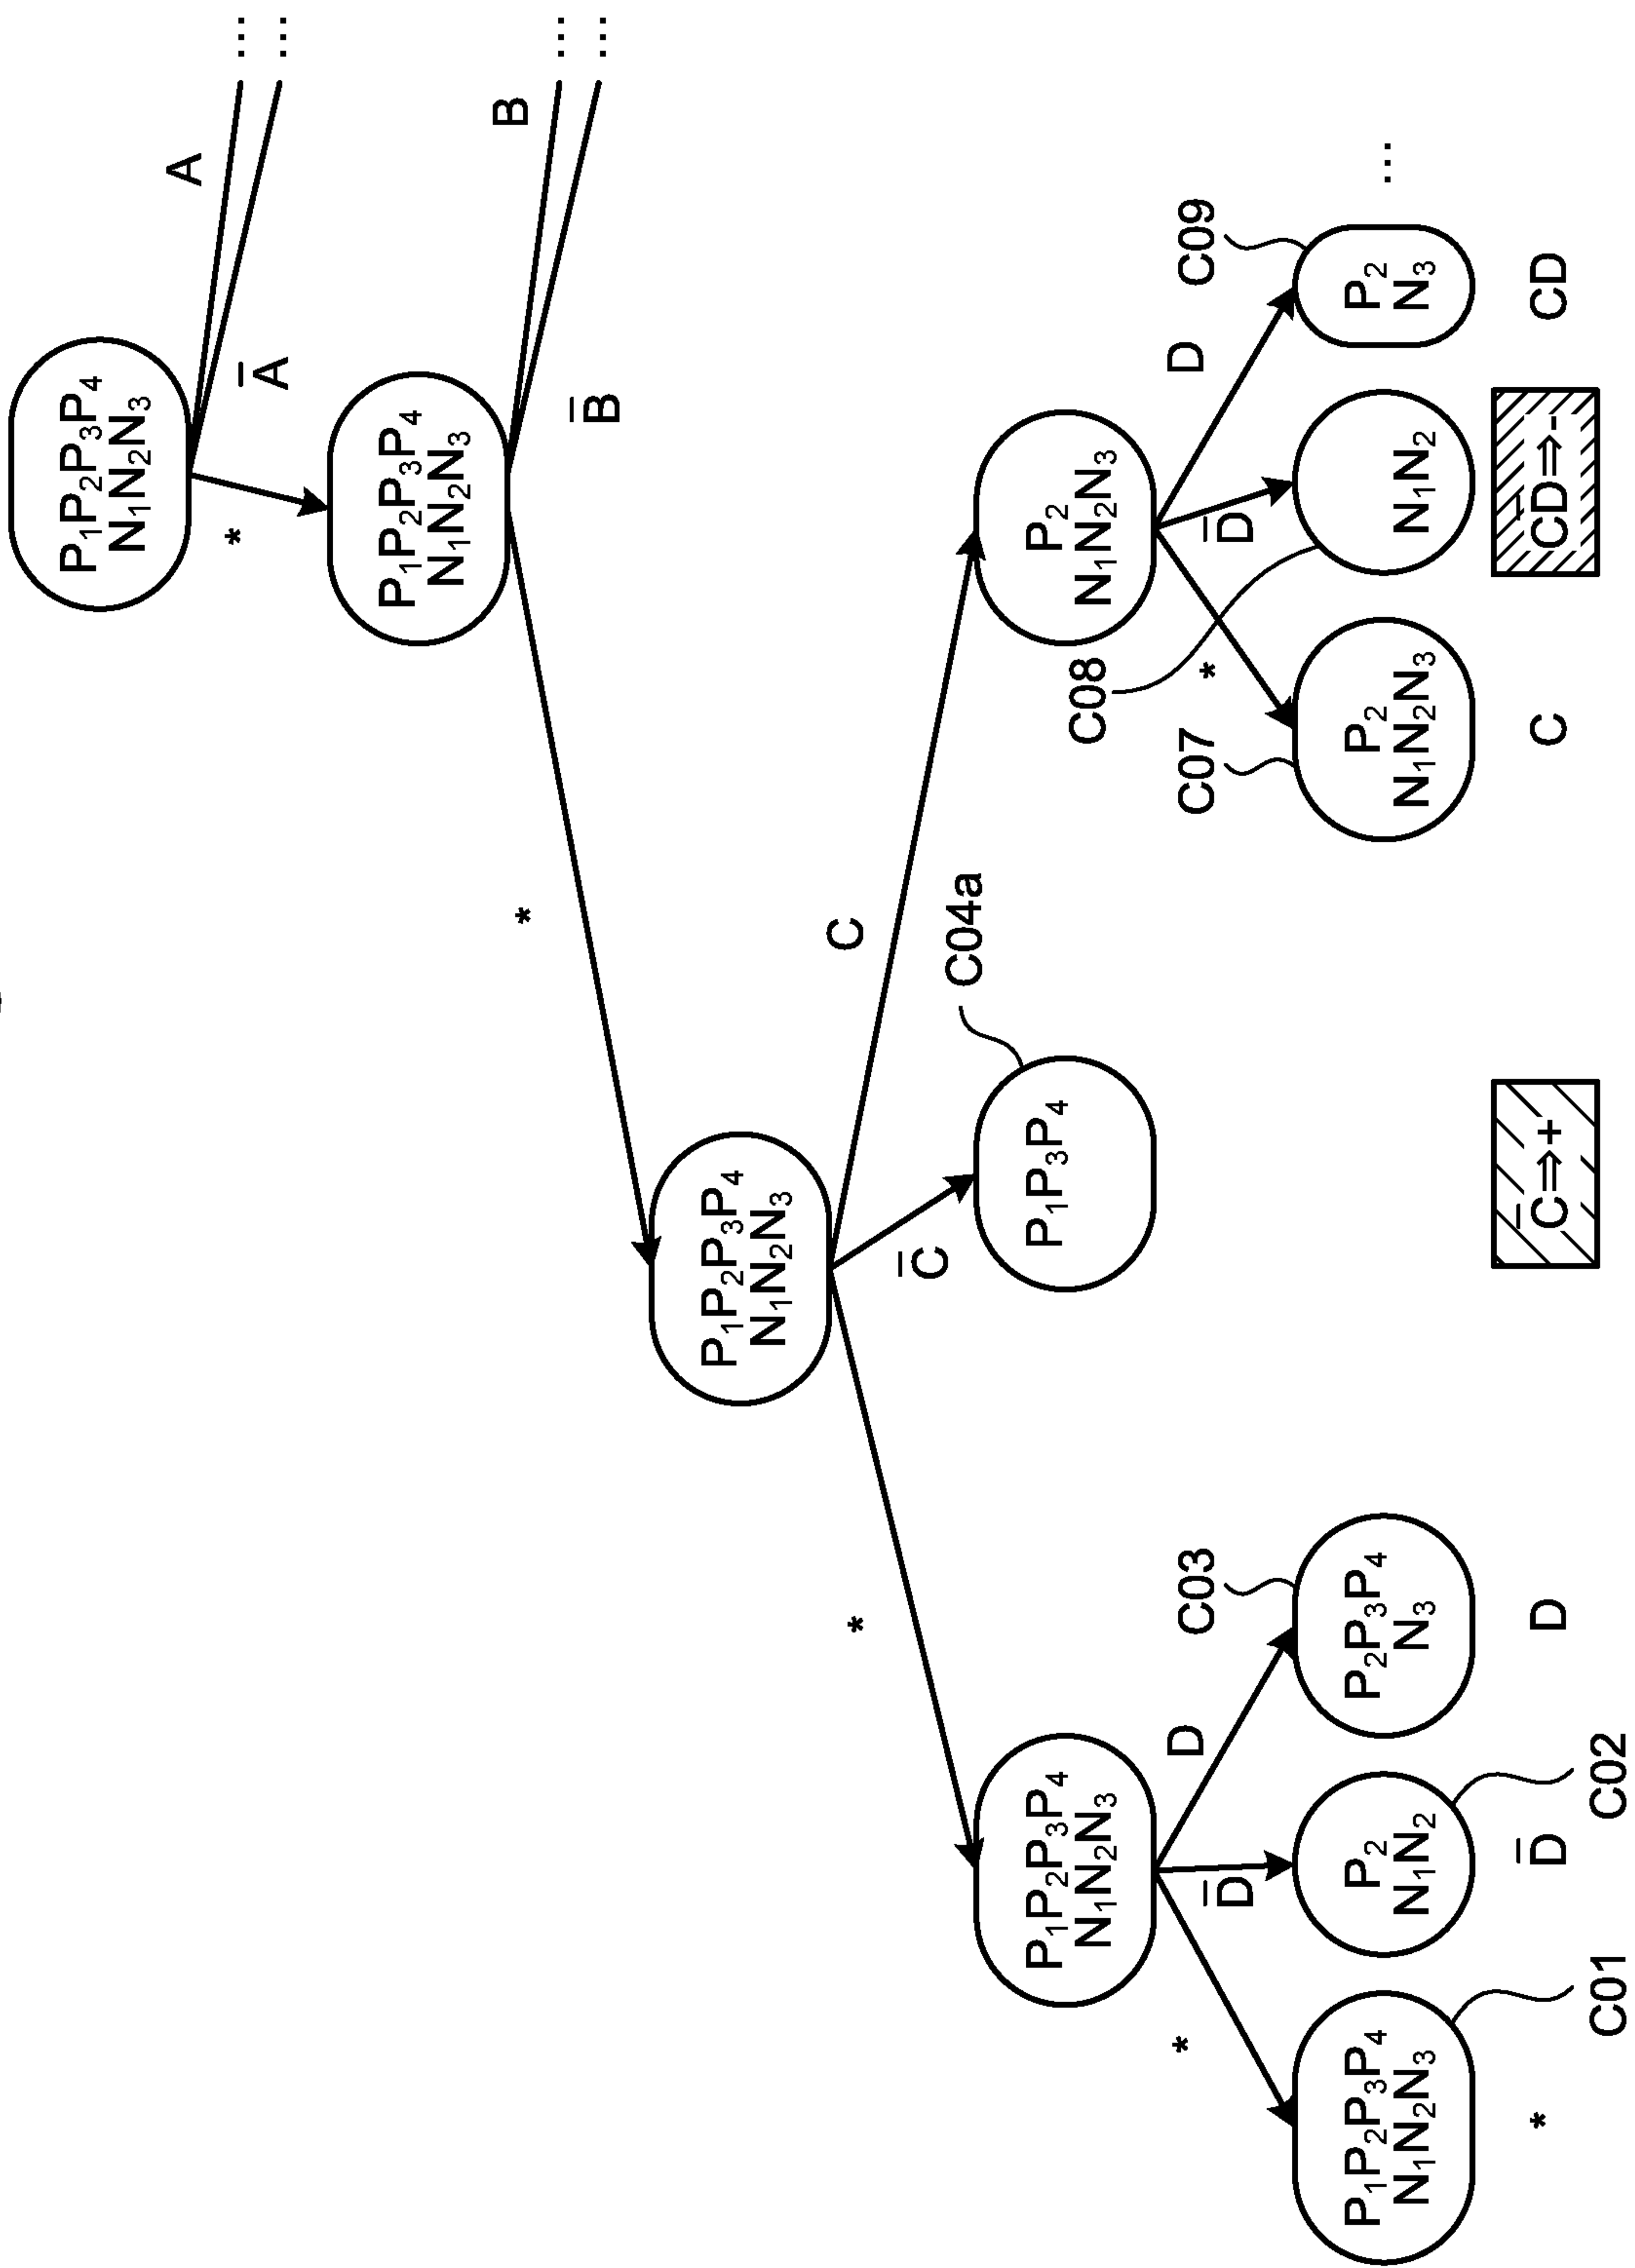 A
...
...
P₁P₂P₃P₄
N₁N₂N₃
A̅
*
P₁P₂P₃P₄
N₁N₂N₃
B
...
...
B̅
*
P₁P₂P₃P₄
N₁N₂N₃
*
C̅
C
P₁P₂P₃P₄
N₁N₂N₃
P₁P₃P₄
C04a
P₂
N₁N₂N₃
C08
*
D̅
D
C03
C07
*
D̅
D
C09
P₁P₂P₃P₄
N₁N₂N₃
P₂
N₁N₂
P₂P₃P₄
N₃
P₂
N₁N₂N₃
N₁N₂
P₂
N₃
...
*
D̅
D
C̅⇒+
C
CD̅⇒-
CD
C01
C02